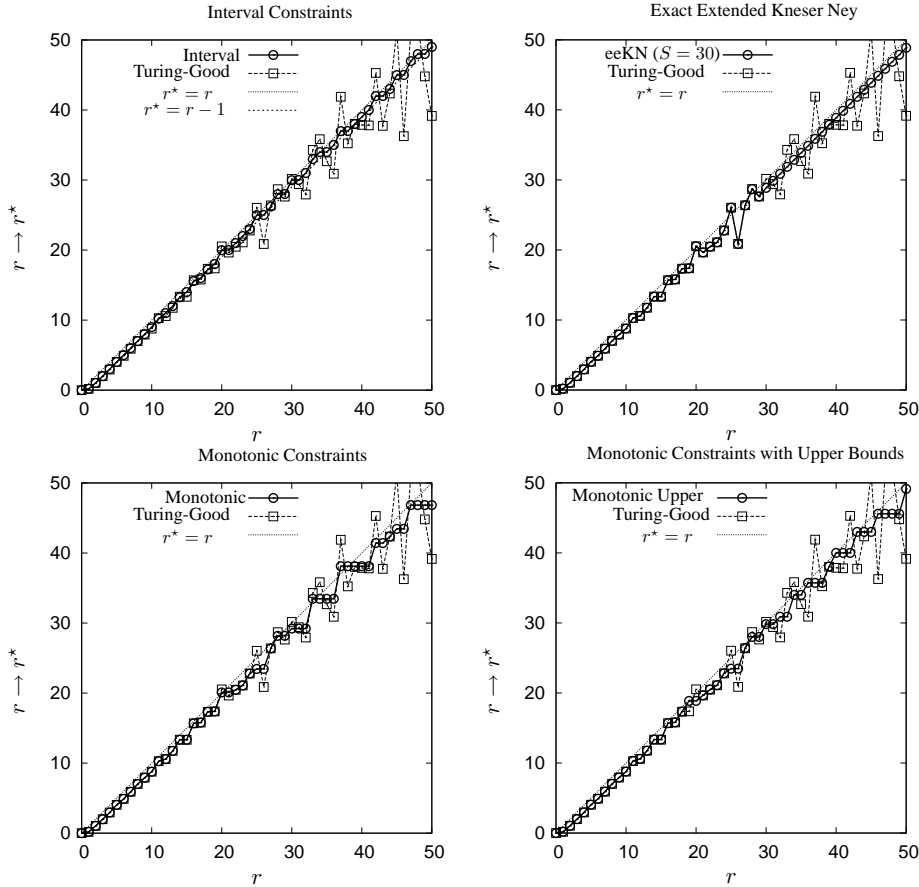 Interval Constraints
50
40
30
20
10
0
r ⟶ r⋆
Interval
Turing-Good
r⋆ = r
r⋆ = r − 1
0 10 20 30 40 50
r
Exact Extended Kneser Ney
50
40
30
20
10
0
r ⟶ r⋆
eeKN (S = 30)
Turing-Good
r⋆ = r
0 10 20 30 40 50
r
Monotonic Constraints
50
40
30
20
10
0
r ⟶ r⋆
Monotonic
Turing-Good
r⋆ = r
0 10 20 30 40 50
r
Monotonic Constraints with Upper Bounds
50
40
30
20
10
0
r ⟶ r⋆
Monotonic Upper
Turing-Good
r⋆ = r
0 10 20 30 40 50
r